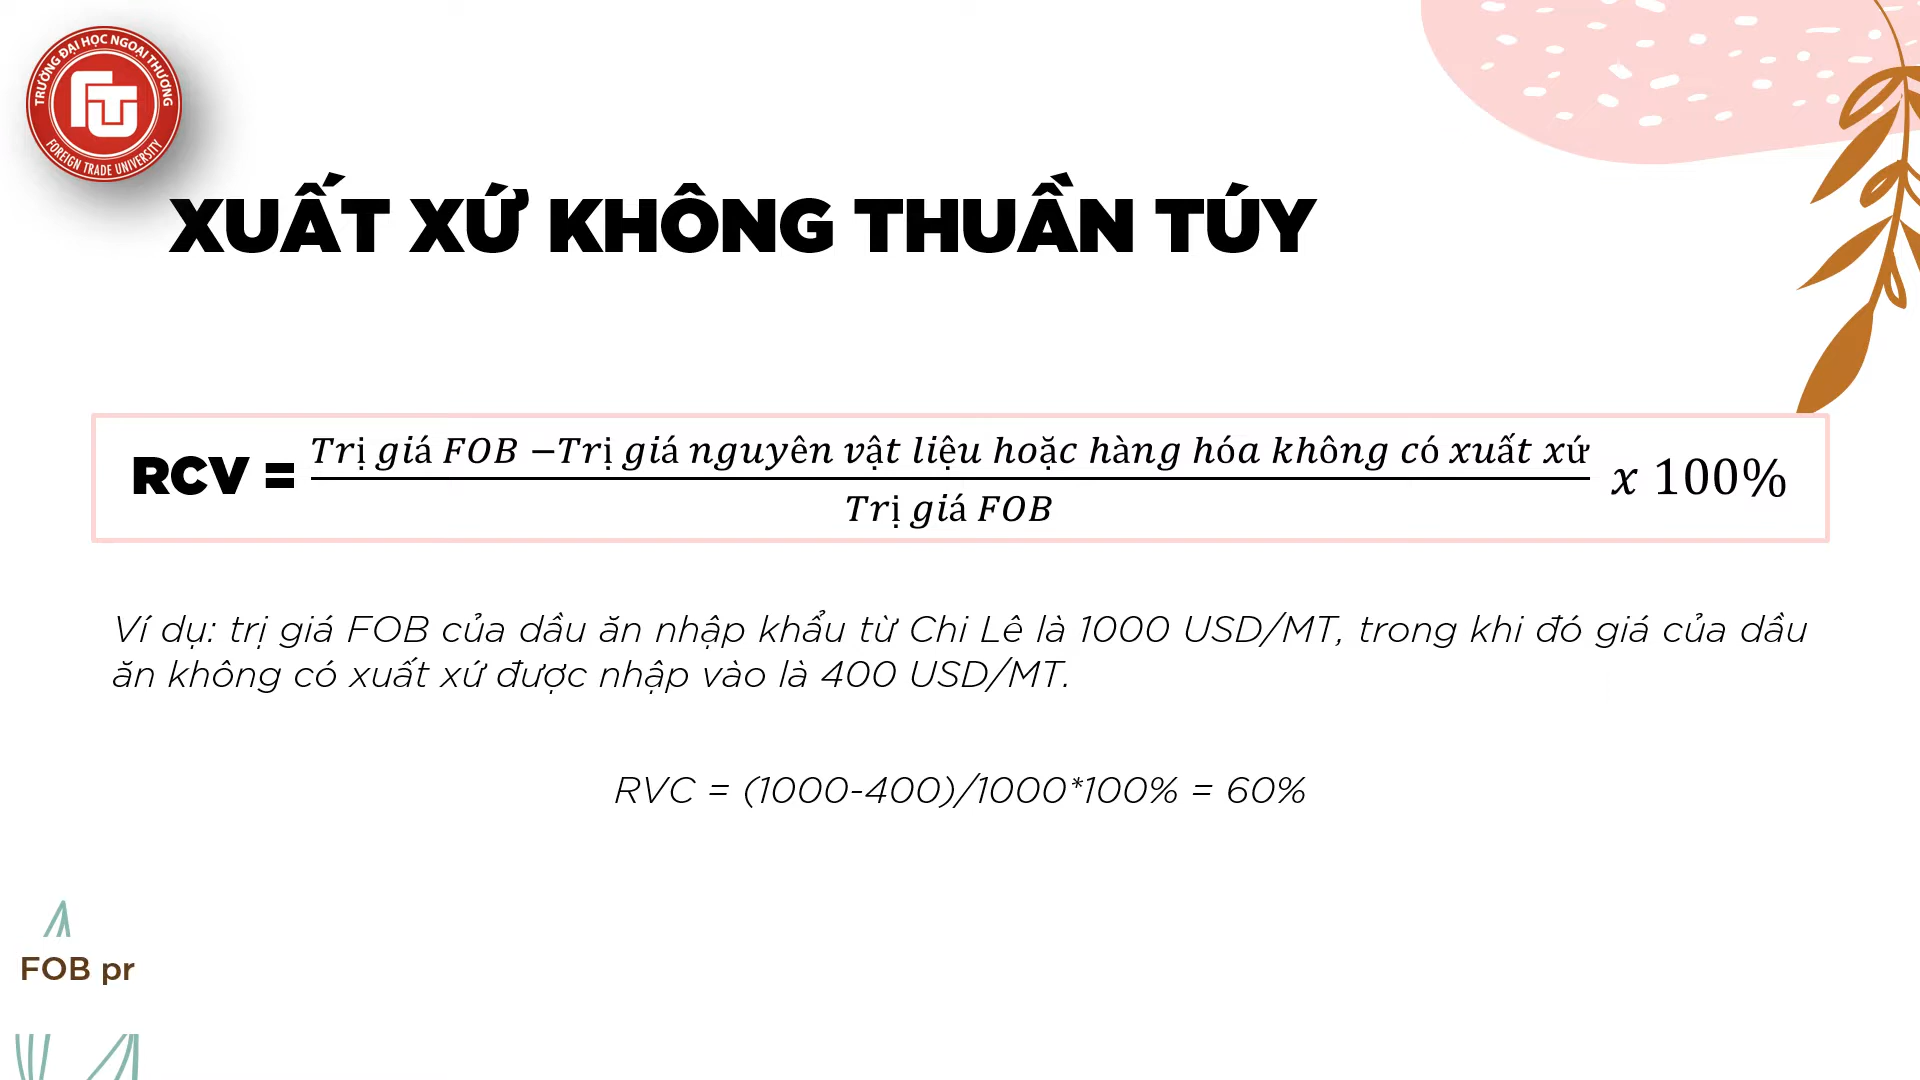 TRƯỜNG ĐẠI HỌC NGOẠI THƯƠNG
FTU
FOREIGN TRADE UNIVERSITY
XUẤT XỨ KHÔNG THUẦN TÚY
RCV = (Trị giá FOB −Trị giá nguyên vật liệu hoặc hàng hóa không có xuất xứ) / (Trị giá FOB) x 100%
Ví dụ: trị giá FOB của dầu ăn nhập khẩu từ Chi Lê là 1000 USD/MT, trong khi đó giá của dầu
ăn không có xuất xứ được nhập vào là 400 USD/MT.
RVC = (1000-400)/1000*100% = 60%
FOB pr